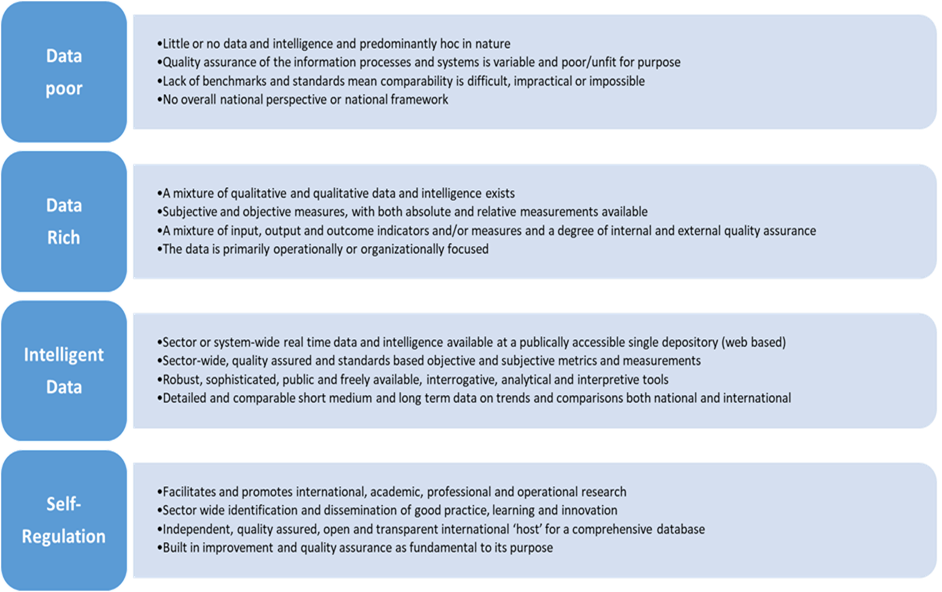 Data
poor
•Little or no data and intelligence and predominantly hoc in nature
•Quality assurance of the information processes and systems is variable and poor/unfit for purpose
•Lack of benchmarks and standards mean comparability is difficult, impractical or impossible
•No overall national perspective or national framework
Data
Rich
•A mixture of qualitative and qualitative data and intelligence exists
•Subjective and objective measures, with both absolute and relative measurements available
•A mixture of input, output and outcome indicators and/or measures and a degree of internal and external quality assurance
•The data is primarily operationally or organizationally focused
Intelligent
Data
•Sector or system-wide real time data and intelligence available at a publically accessible single depository (web based)
•Sector-wide, quality assured and standards based objective and subjective metrics and measurements
•Robust, sophisticated, public and freely available, interrogative, analytical and interpretive tools
•Detailed and comparable short medium and long term data on trends and comparisons both national and international
Self-
Regulation
•Facilitates and promotes international, academic, professional and operational research
•Sector wide identification and dissemination of good practice, learning and innovation
•Independent, quality assured, open and transparent international ‘host’ for a comprehensive database
•Built in improvement and quality assurance as fundamental to its purpose